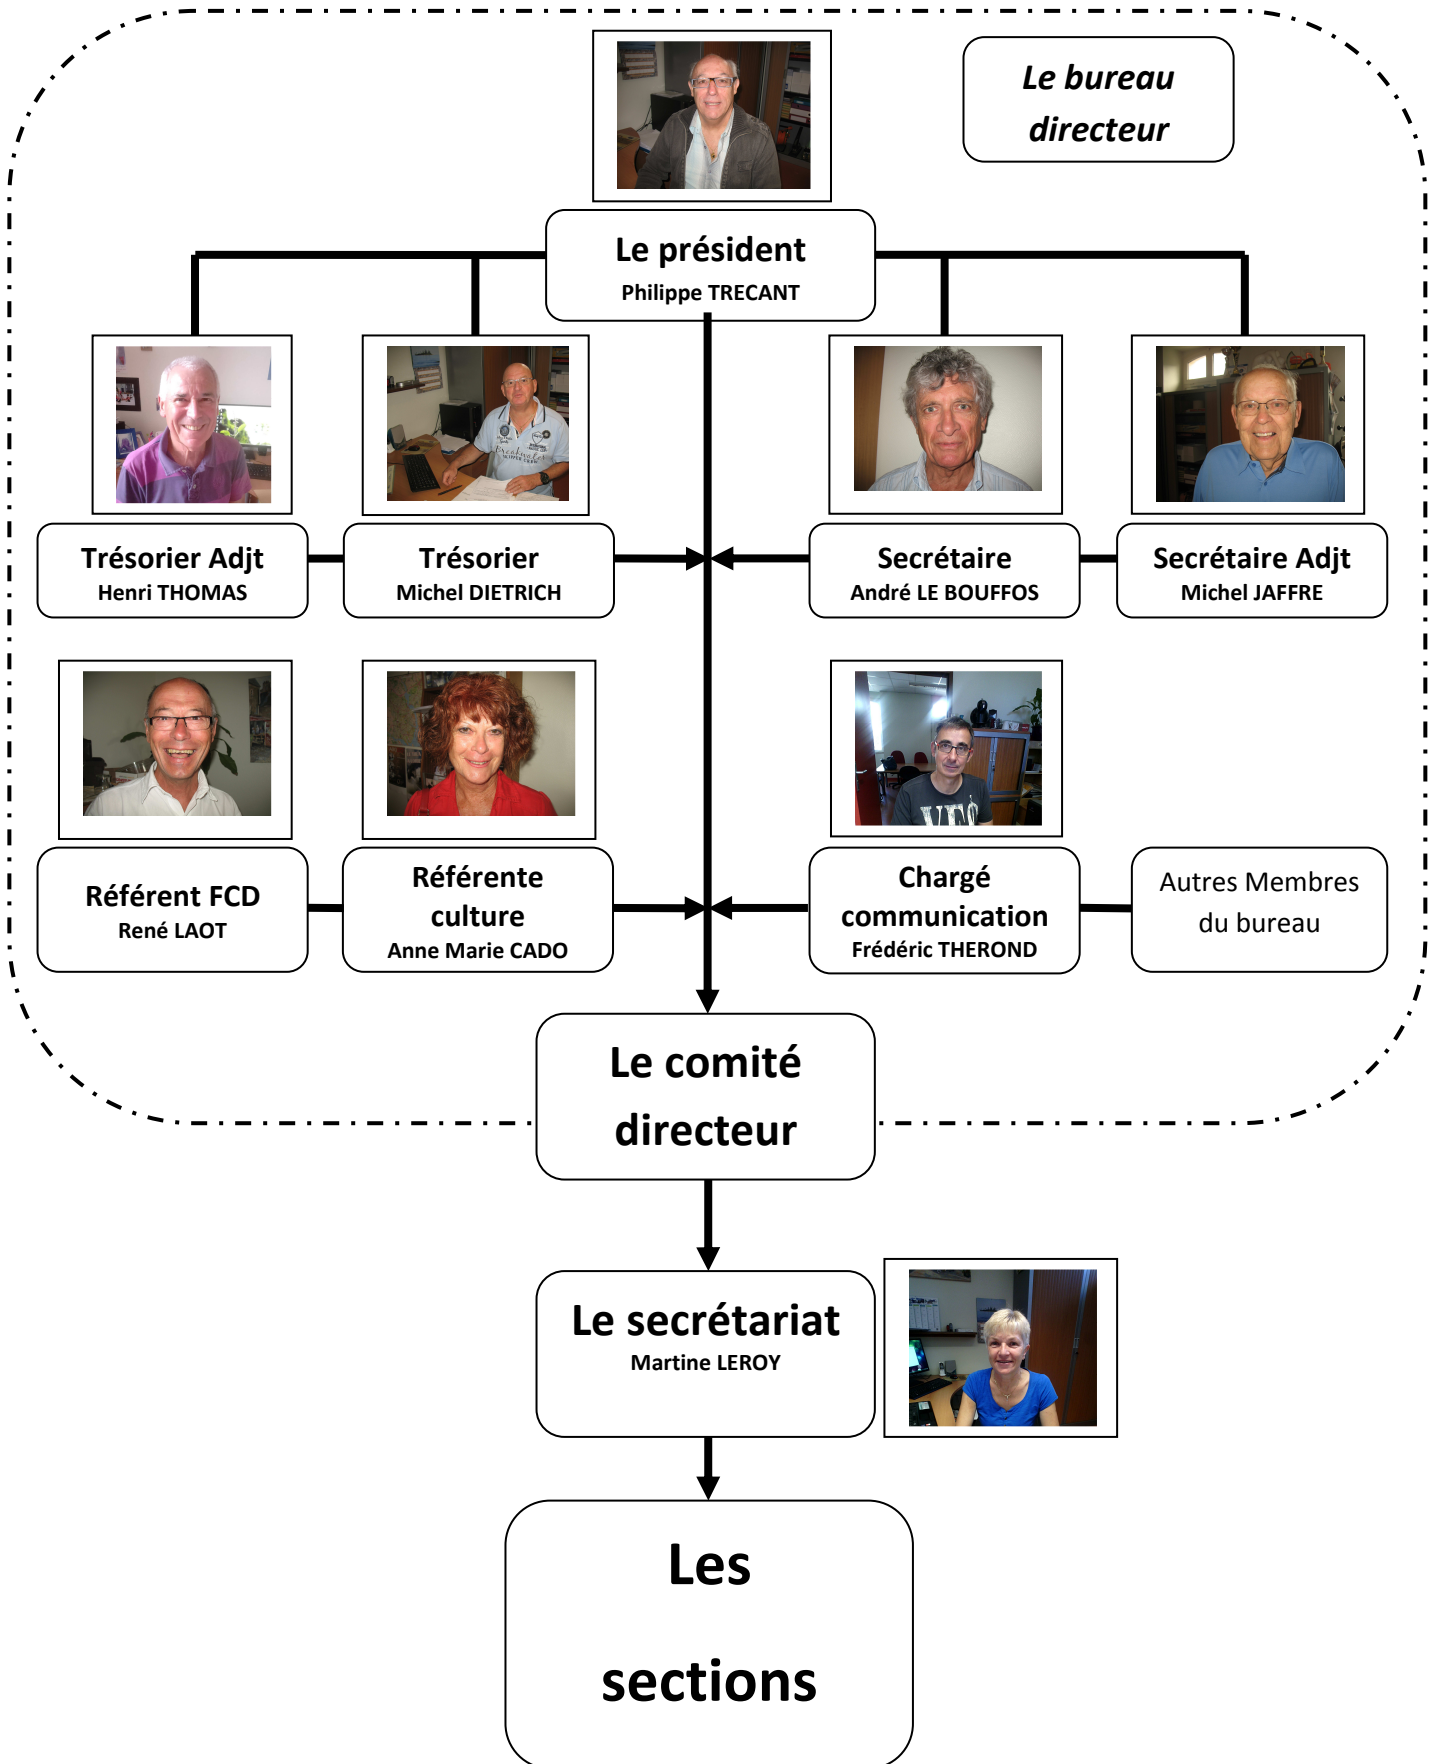 Le bureau
directeur
Le président
Philippe TRECANT
Trésorier Adjt
Henri THOMAS
Trésorier
Michel DIETRICH
Secrétaire
André LE BOUFFOS
Secrétaire Adjt
Michel JAFFRE
Référent FCD
René LAOT
Référente
culture
Anne Marie CADO
Chargé
communication
Frédéric THEROND
Autres Membres
du bureau
Le comité
directeur
Le secrétariat
Martine LEROY
Les
sections